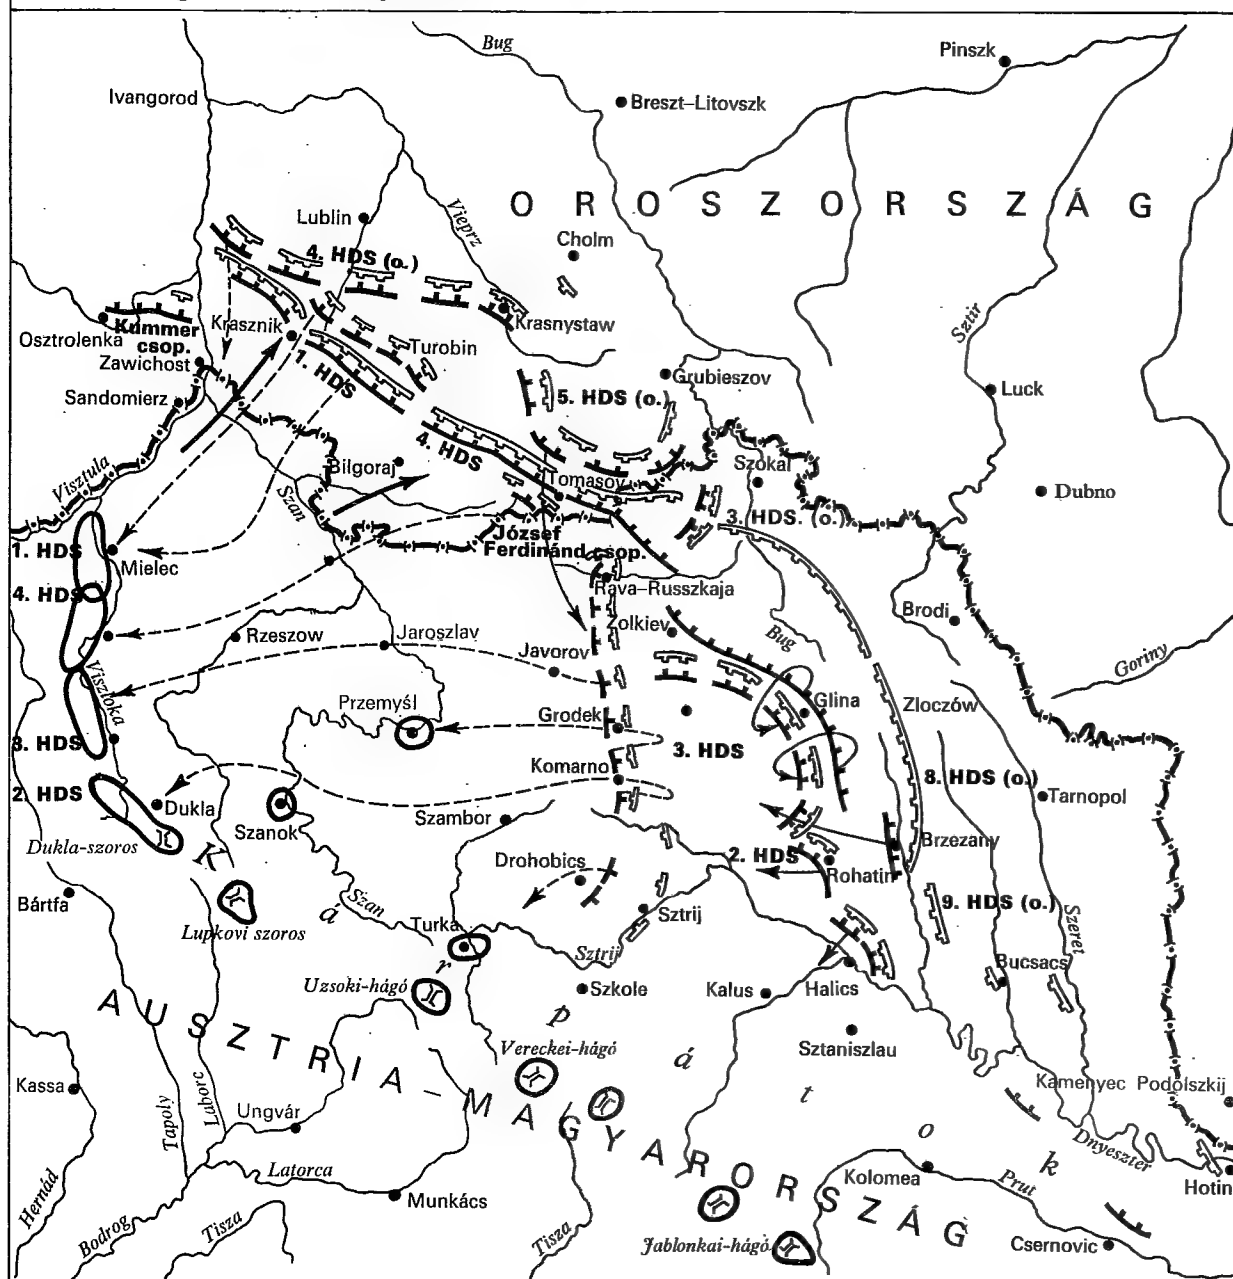 Bug
Pinszk
Ivangorod
Breszt–Litovszk
OROSZORSZÁG
Lublin
Vieprz
Cholm
4. HDS (o.)
Krasznik
Krasnystaw
Osztrolenka
Kummer
csop.
Zawichost
Turobin
Sztir
1. HDS
Grubieszov
Luck
Sandomierz
5. HDS (o.)
4. HDS
Bilgoraj
Szokal
Visztula
Szan
Tomasov
Dubno
3. HDS. (o.)
József
Ferdinánd csop.
1. HDS
Mielec
4. HDS
Rava–Russzkaja
Brodi
Rzeszow
Jaroszlav
Zolkiev
Bug
Javorov
Goriny
Viszloka
Przemyśl
Grodek
Glina
Zloczów
3. HDS
3. HDS
Komarno
2. HDS
8. HDS (o.)
Dukla
Szanok
Szambor
Tarnopol
Dukla-szoros
Brzezany
Drohobics
2. HDS
Rohatin
Bártfa
Szan
9. HDS (o.)
Lupkovi szoros
Turka
Sztrij
Szeret
Sztrij
Bucsacs
Uzsoki-hágó
Szkole
Kalus
Halics
Kárpátok
AUSZTRIA–MAGYARORSZÁG
Vereckei-hágó
Sztaniszlau
Kassa
Laborc
Tapoly
Ungvár
Kamenyec Podolszkij
Dnyeszter
Latorca
Kolomea
Prut
Hotin
Hernád
Munkács
Bodrog
Tisza
Tisza
Jablonkai-hágó
Csernovic